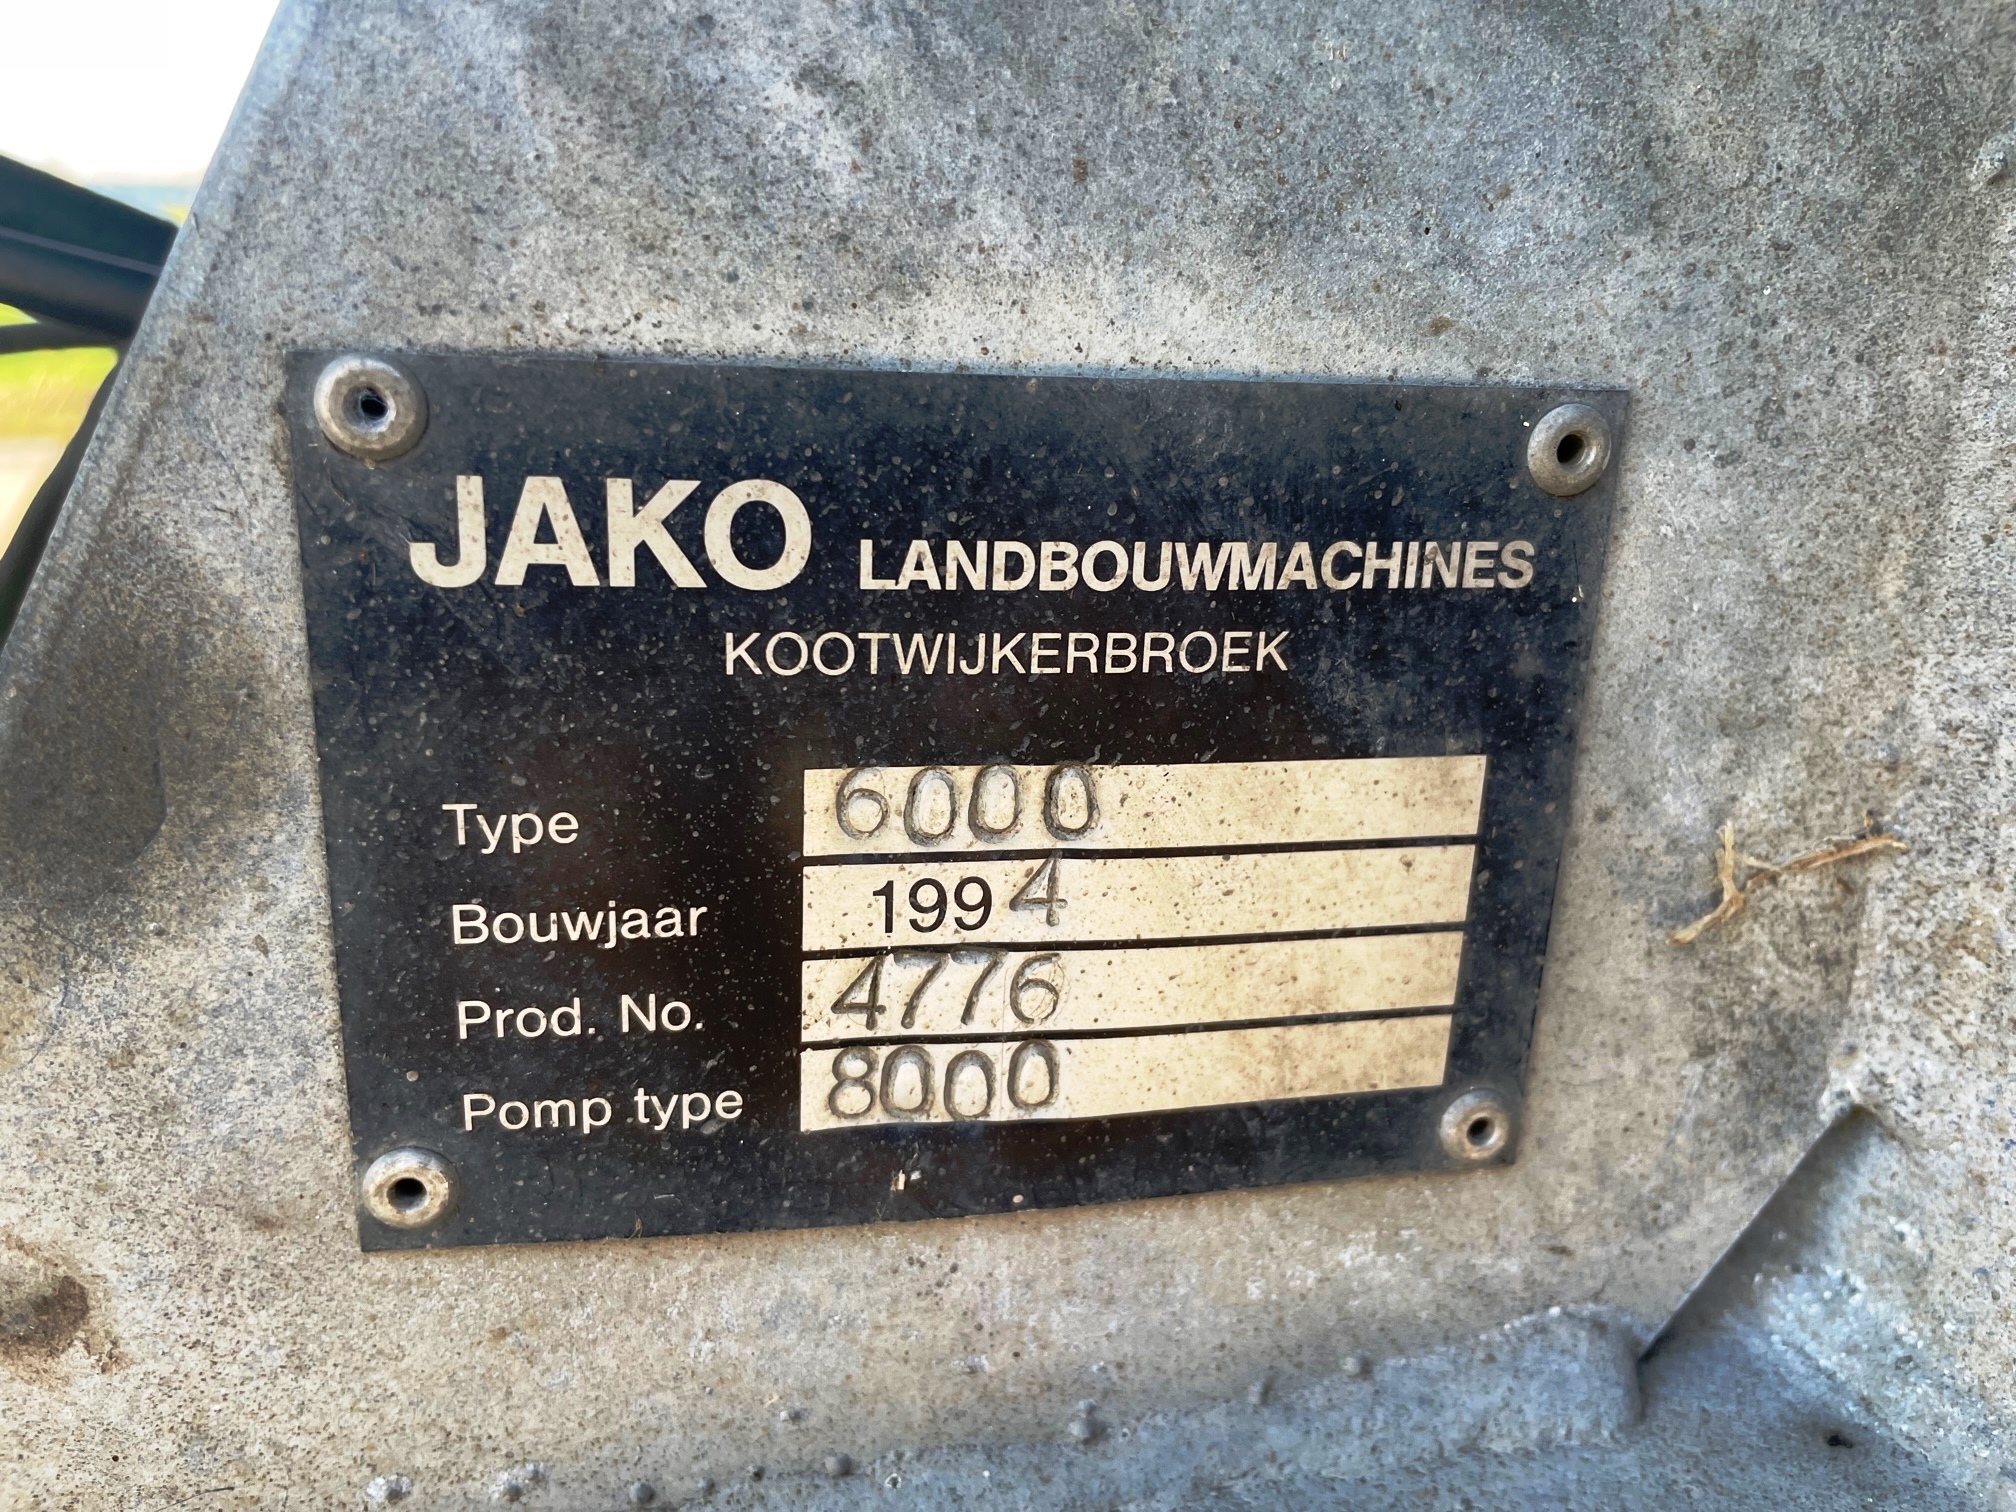 JAKO LANDBOUWMACHINES
KOOTWIJKERBROEK
Type 6000
Bouwjaar 1994
Prod. No. 4776
Pomp type 8000